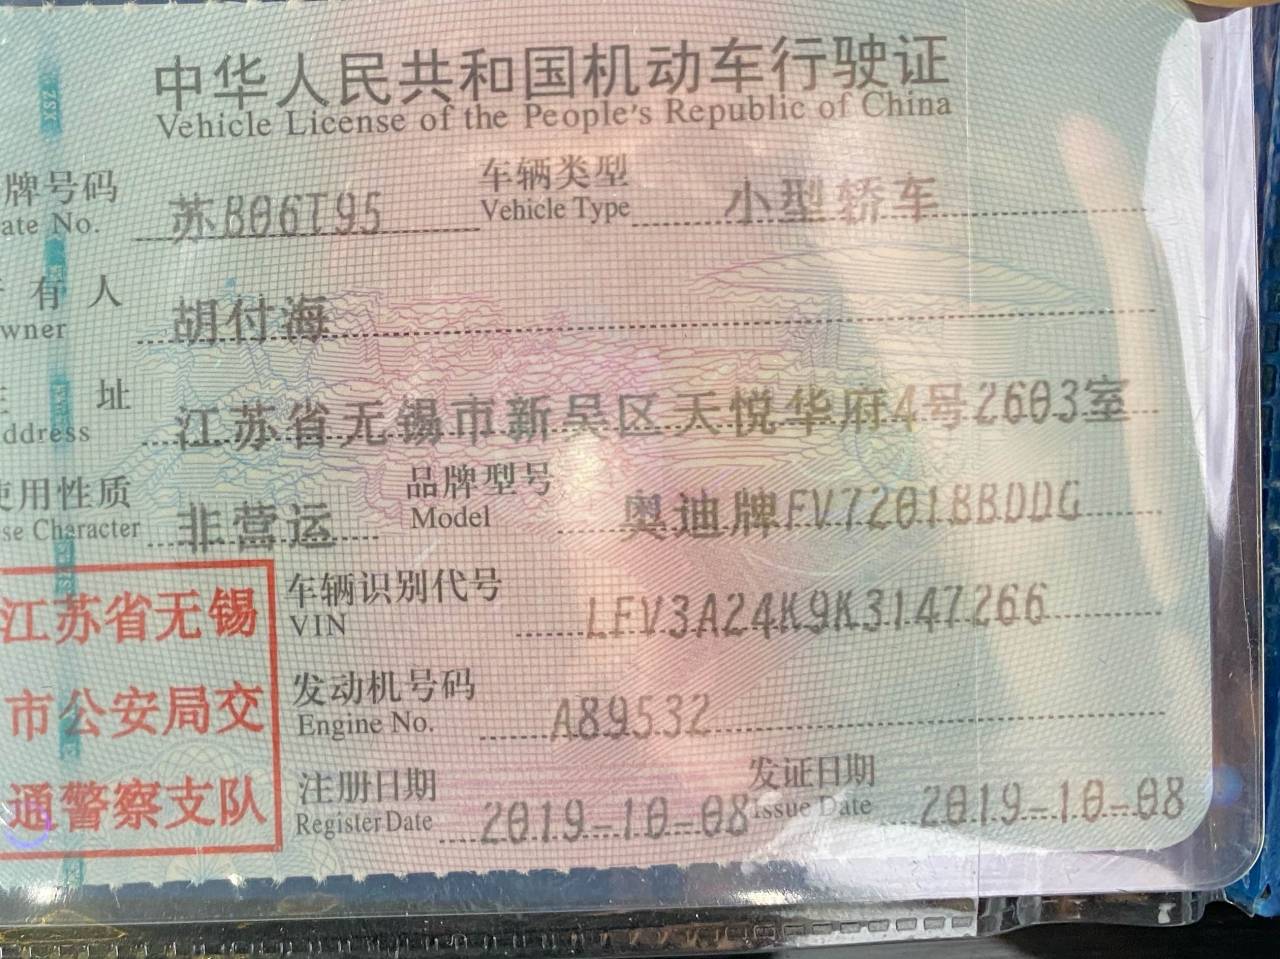 中华人民共和国机动车行驶证
Vehicle License of the People's Republic of China
牌号码 苏B06T95 车辆类型 小型轿车
ate No. Vehicle Type
有人 胡付海
wner
址 江苏省无锡市新吴区天悦华府4号2603室
ddress
使用性质 非营运 品牌型号 奥迪牌FV7201BBDDG
se Character Model
车辆识别代号 LFV3A24K9K3147266
VIN
发动机号码 A89532
Engine No.
注册日期 2019-10-08 发证日期 2019-10-08
Register Date Issue Date
江苏省无锡
市公安局交
通警察支队